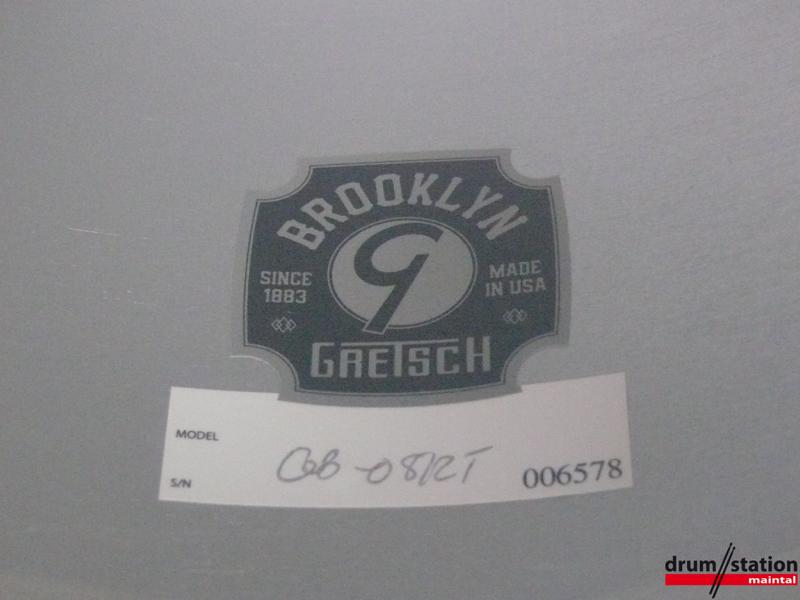 BROOKLYN
SINCE 1883
G
MADE IN USA
GRETSCH
MODEL
GB-0812T
S/N
006578
drum//station
maintal